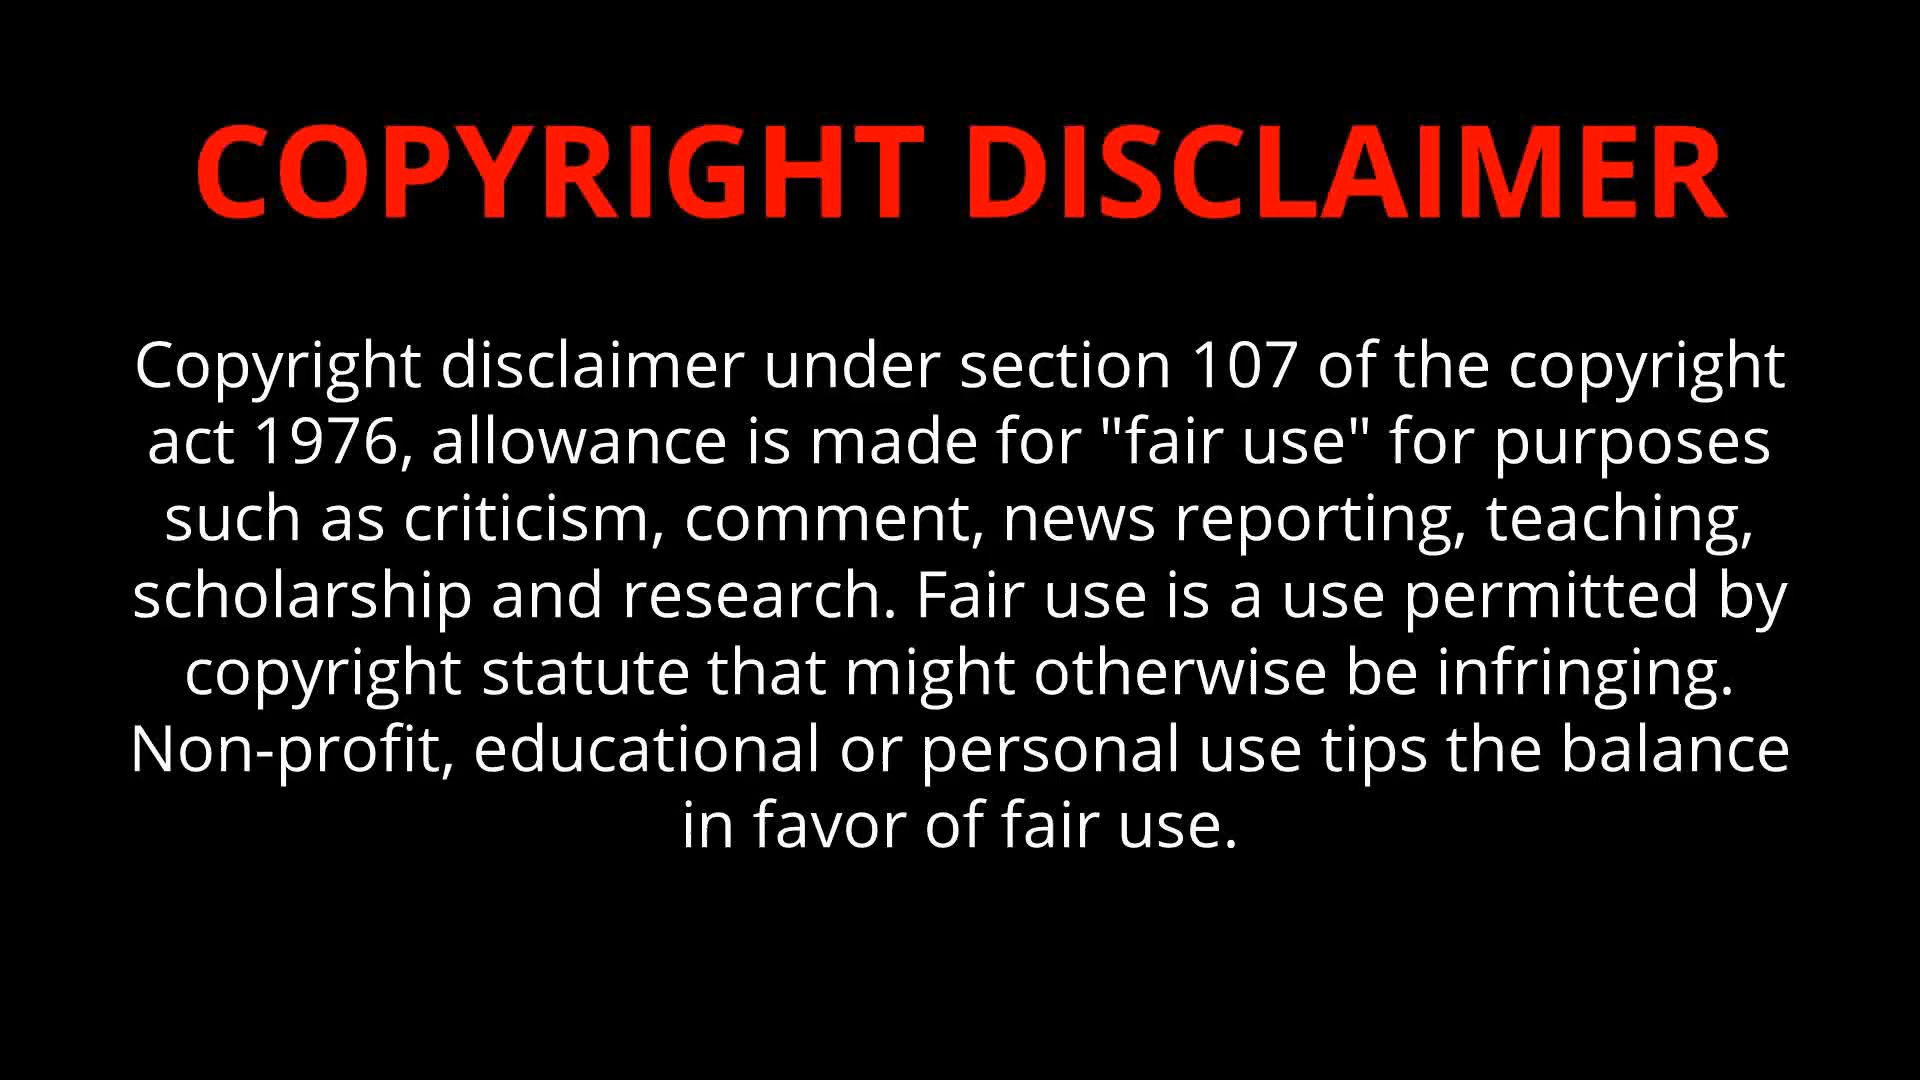 COPYRIGHT DISCLAIMER
Copyright disclaimer under section 107 of the copyright
act 1976, allowance is made for "fair use" for purposes
such as criticism, comment, news reporting, teaching,
scholarship and research. Fair use is a use permitted by
copyright statute that might otherwise be infringing.
Non-profit, educational or personal use tips the balance
in favor of fair use.